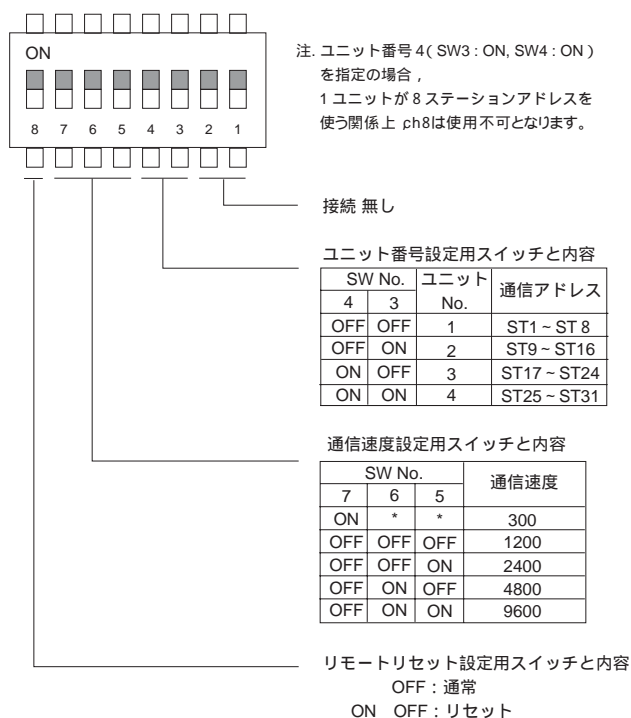 ON
8 7 6 5 4 3 2 1
注. ユニット番号 4 ( SW3 : ON, SW4 : ON )
を指定の場合 ,
1 ユニットが 8 ステーションアドレスを
使う関係上 ,ch8は使用不可となります。
接続 無し
ユニット番号設定用スイッチと内容
SW No. ユニット No. 通信アドレス
4 3
OFF OFF 1 ST1 ~ ST 8
OFF ON 2 ST9 ~ ST16
ON OFF 3 ST17 ~ ST24
ON ON 4 ST25 ~ ST31
通信速度設定用スイッチと内容
SW No. 通信速度
7 6 5
ON * * 300
OFF OFF OFF 1200
OFF OFF ON 2400
OFF ON OFF 4800
OFF ON ON 9600
リモートリセット設定用スイッチと内容
OFF : 通常
ON OFF : リセット